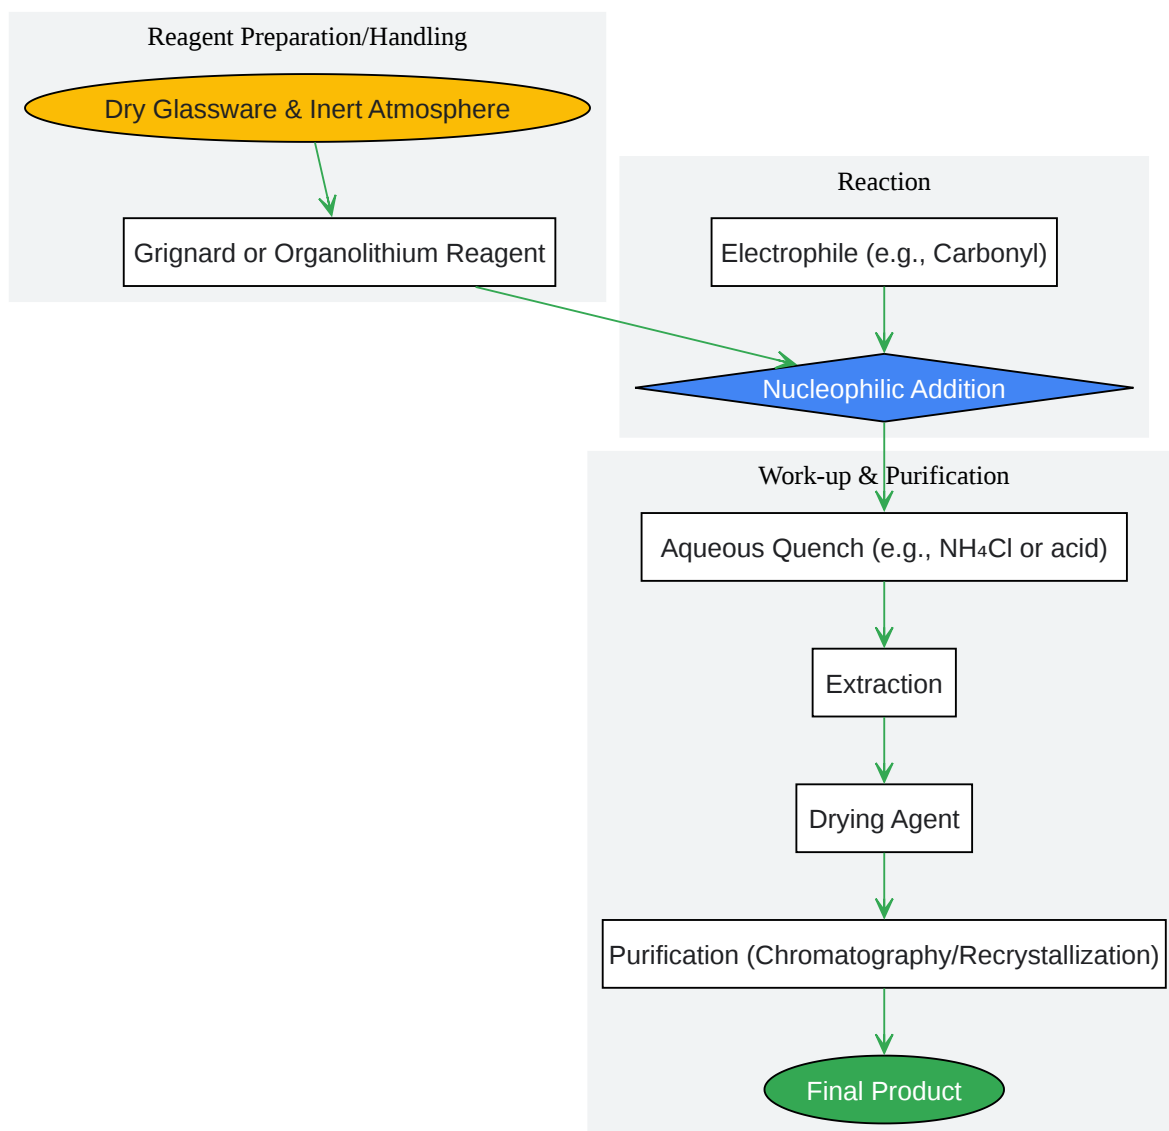 Reagent Preparation/Handling
Dry Glassware & Inert Atmosphere
Grignard or Organolithium Reagent
Reaction
Electrophile (e.g., Carbonyl)
Nucleophilic Addition
Work-up & Purification
Aqueous Quench (e.g., NH₄Cl or acid)
Extraction
Drying Agent
Purification (Chromatography/Recrystallization)
Final Product